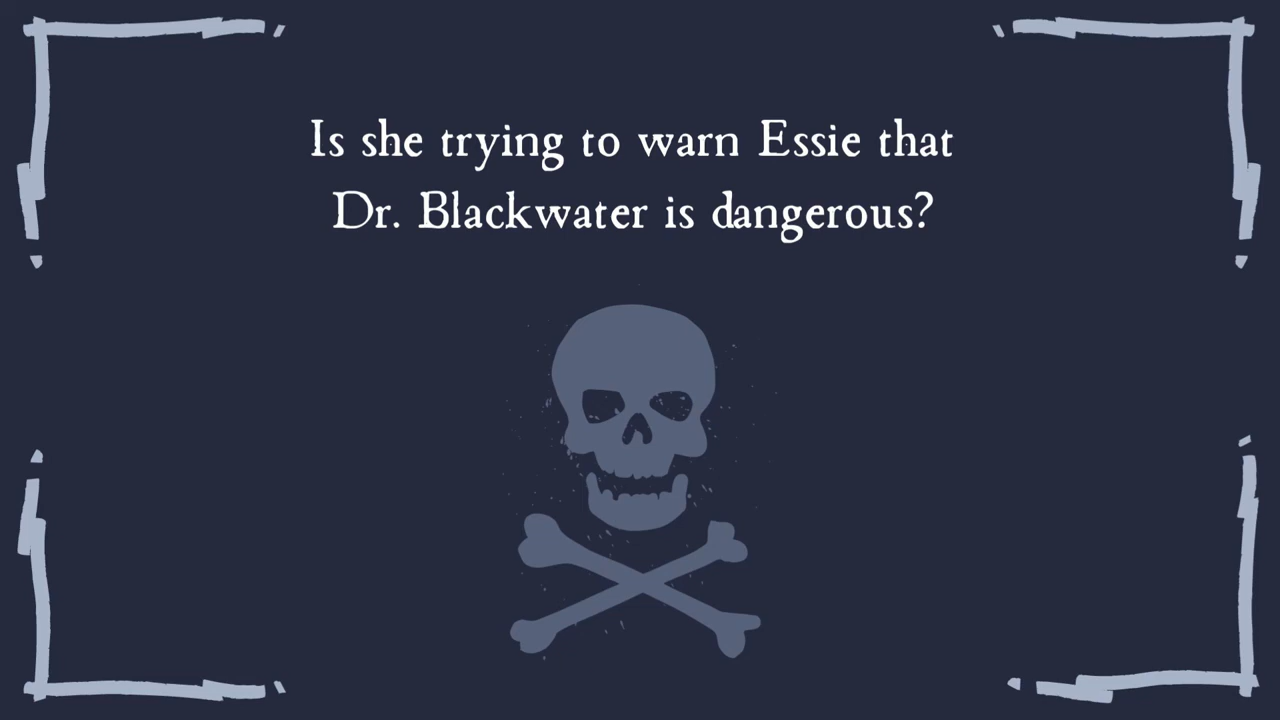 Is she trying to warn Essie that
Dr. Blackwater is dangerous?